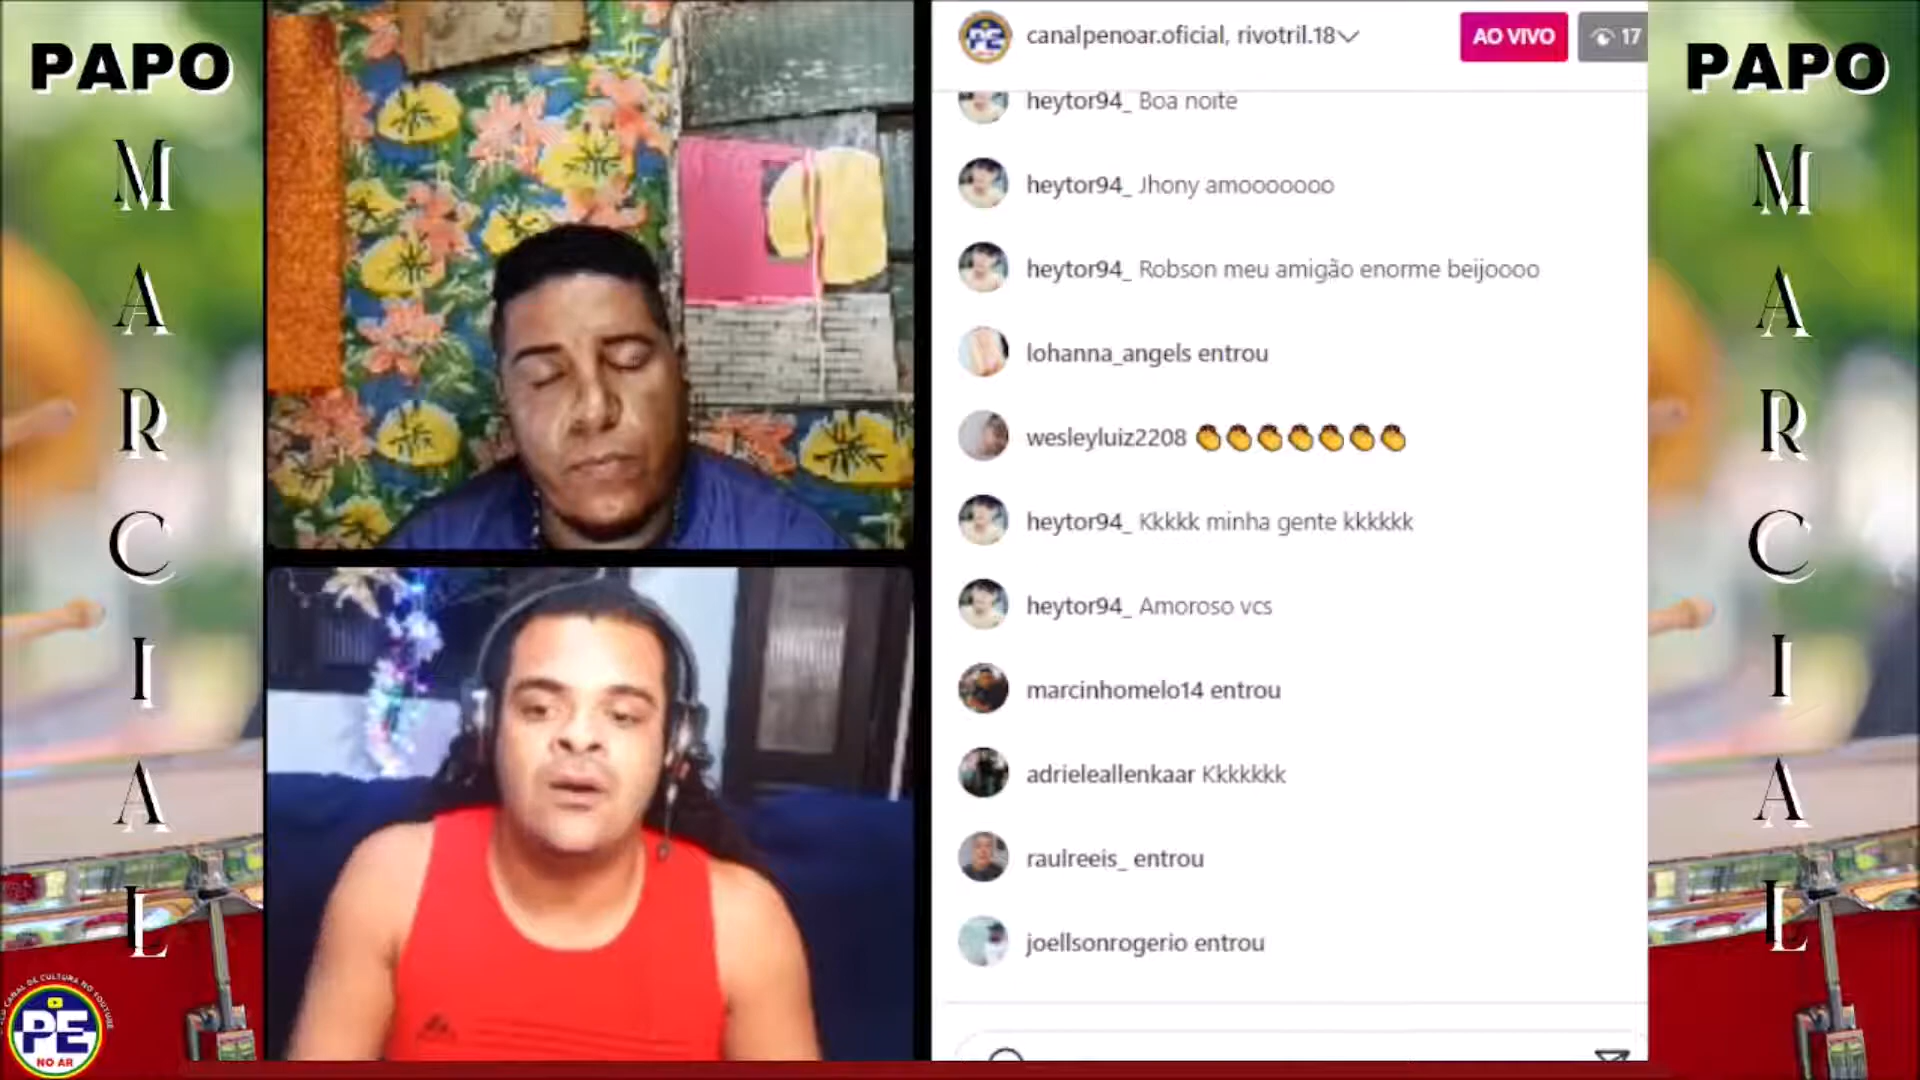 PAPO
M
A
R
C
I
A
L
PE
NO AR
canalpenoar.oficial, rivotril.18
AO VIVO
17
heytor94_ Boa noite
heytor94_ Jhony amooooooo
heytor94_ Robson meu amigão enorme beijoooo
lohanna_angels entrou
wesleyluiz2208 👏👏👏👏👏👏👏
heytor94_ Kkkkk minha gente kkkkkk
heytor94_ Amoroso vcs
marcinhomelo14 entrou
adrieleallenkaar Kkkkkkk
raulreeis_ entrou
joellsonrogerio entrou
PAPO
M
A
R
C
I
A
L